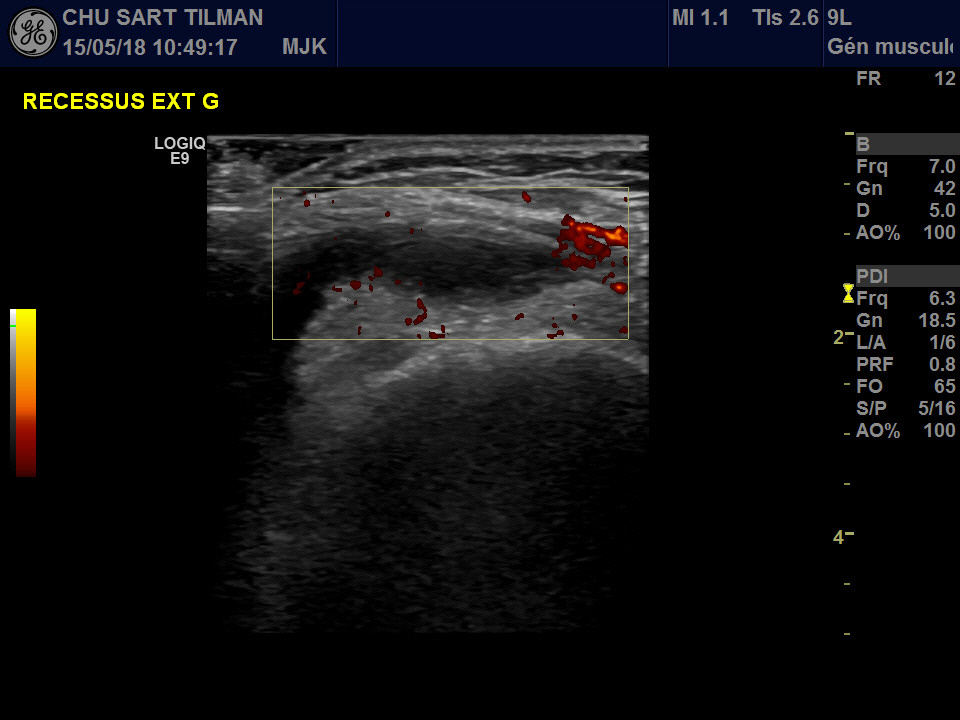 CHU SART TILMAN
15/05/18 10:49:17 MJK
MI 1.1 TIs 2.6
9L
Gén muscul
RECESSUS EXT G
LOGIQ
E9
FR 12
B
Frq 7.0
Gn 42
D 5.0
AO% 100
PDI
Frq 6.3
Gn 18.5
L/A 1/6
PRF 0.8
FO 65
S/P 5/16
AO% 100
2
4